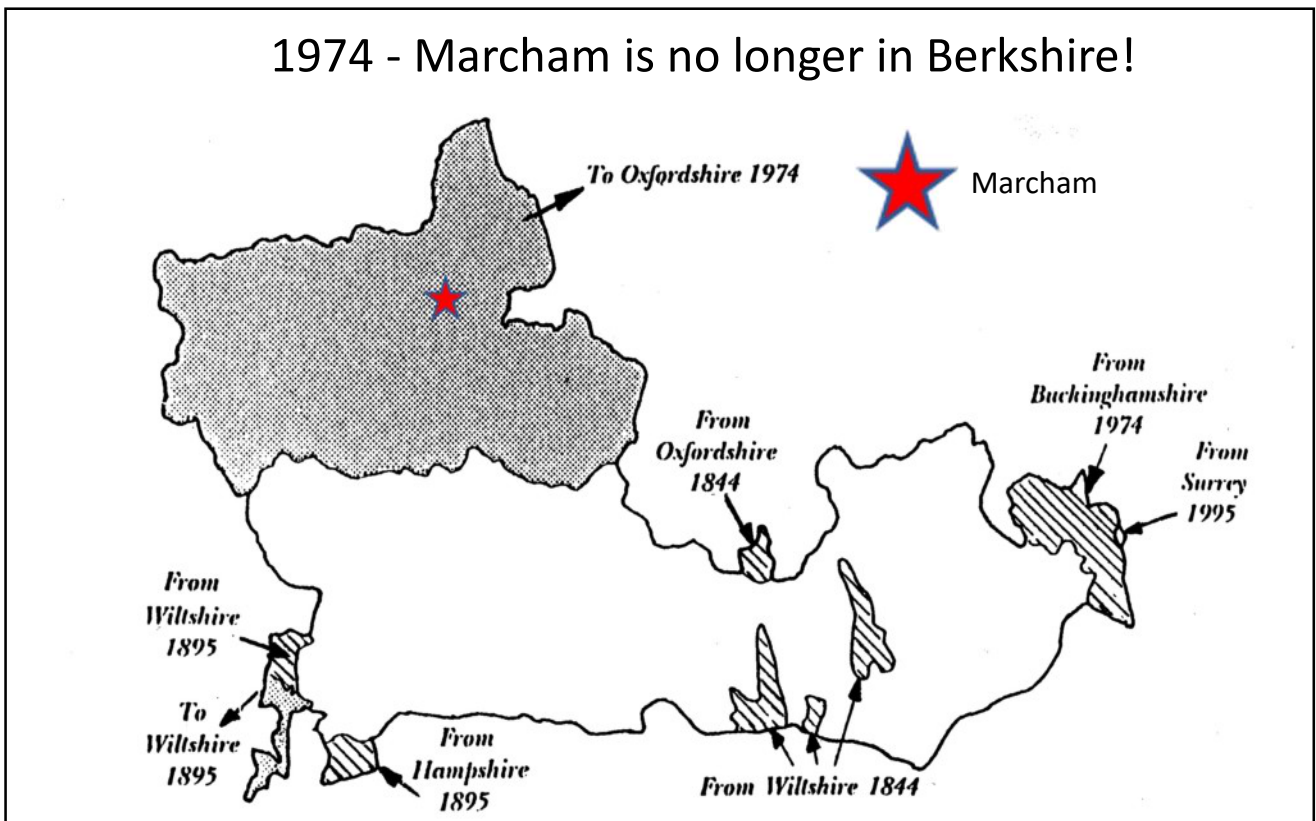 1974 - Marcham is no longer in Berkshire!
To Oxfordshire 1974
Marcham
From
Buckinghamshire
1974
From
Oxfordshire
1844
From
Surrey
1995
From
Wiltshire
1895
To
Wiltshire
1895
From
Hampshire
1895
From Wiltshire 1844